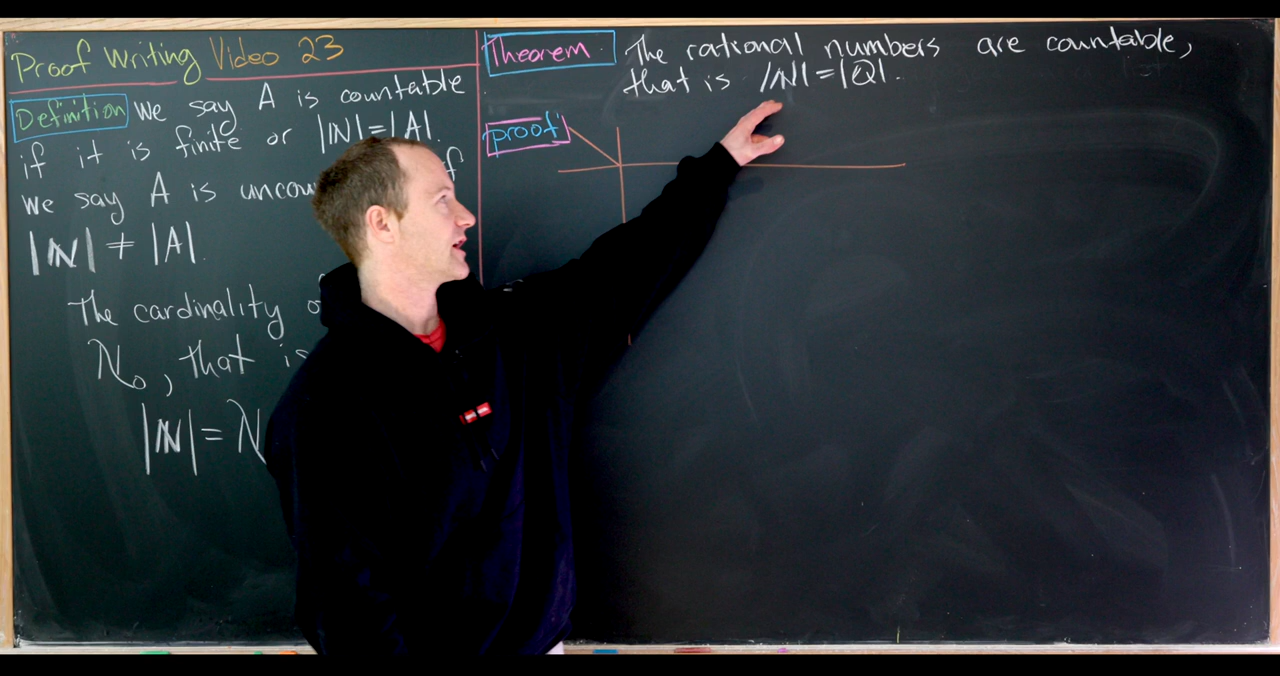 Proof Writing Video 23
Definition We say A is countable
if it is finite or |ℕ|=|A|.
We say A is
|ℕ| ≠ |A|.
The cardinality
ℵ₀, that is
|ℕ| = ℵ
Theorem The rational numbers are countable,
that is |ℕ|=|ℚ|.
proof